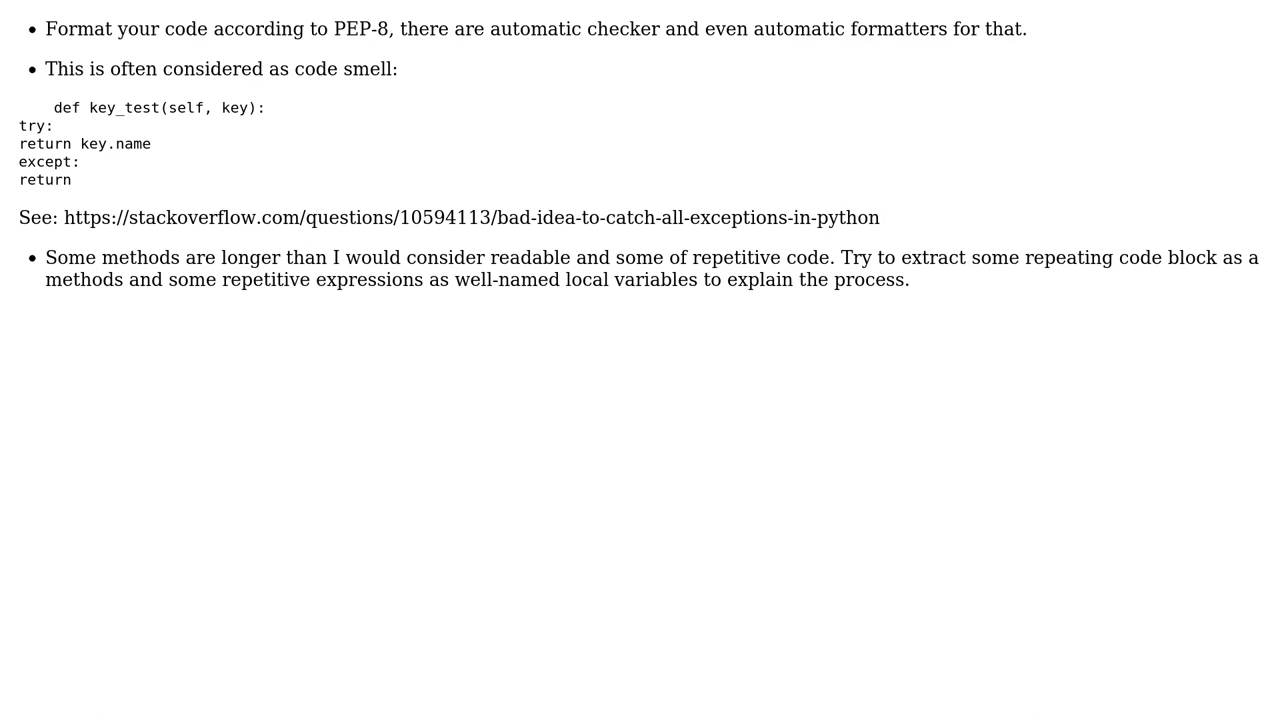 • Format your code according to PEP-8, there are automatic checker and even automatic formatters for that.
• This is often considered as code smell:
    def key_test(self, key):
try:
return key.name
except:
return
See: https://stackoverflow.com/questions/10594113/bad-idea-to-catch-all-exceptions-in-python
• Some methods are longer than I would consider readable and some of repetitive code. Try to extract some repeating code block as a
methods and some repetitive expressions as well-named local variables to explain the process.